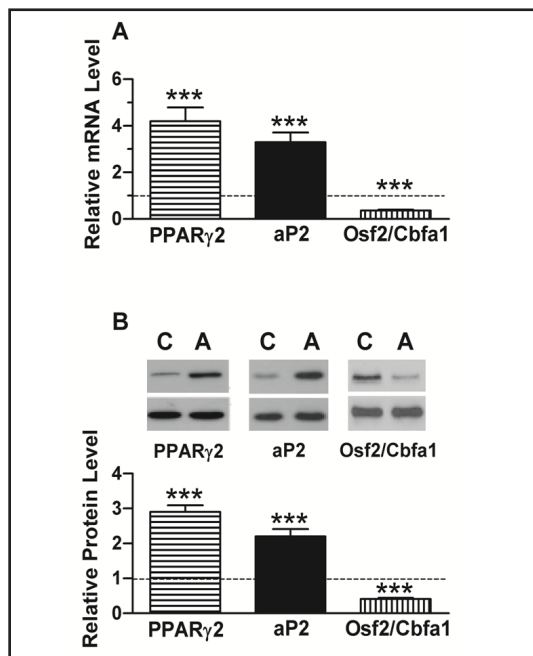 A
Relative mRNA Level
6
4
2
0
***
***
***
PPARγ2 aP2 Osf2/Cbfa1
B
C A C A C A
PPARγ2 aP2 Osf2/Cbfa1
Relative Protein Level
4
3
2
1
0
***
***
***
PPARγ2 aP2 Osf2/Cbfa1